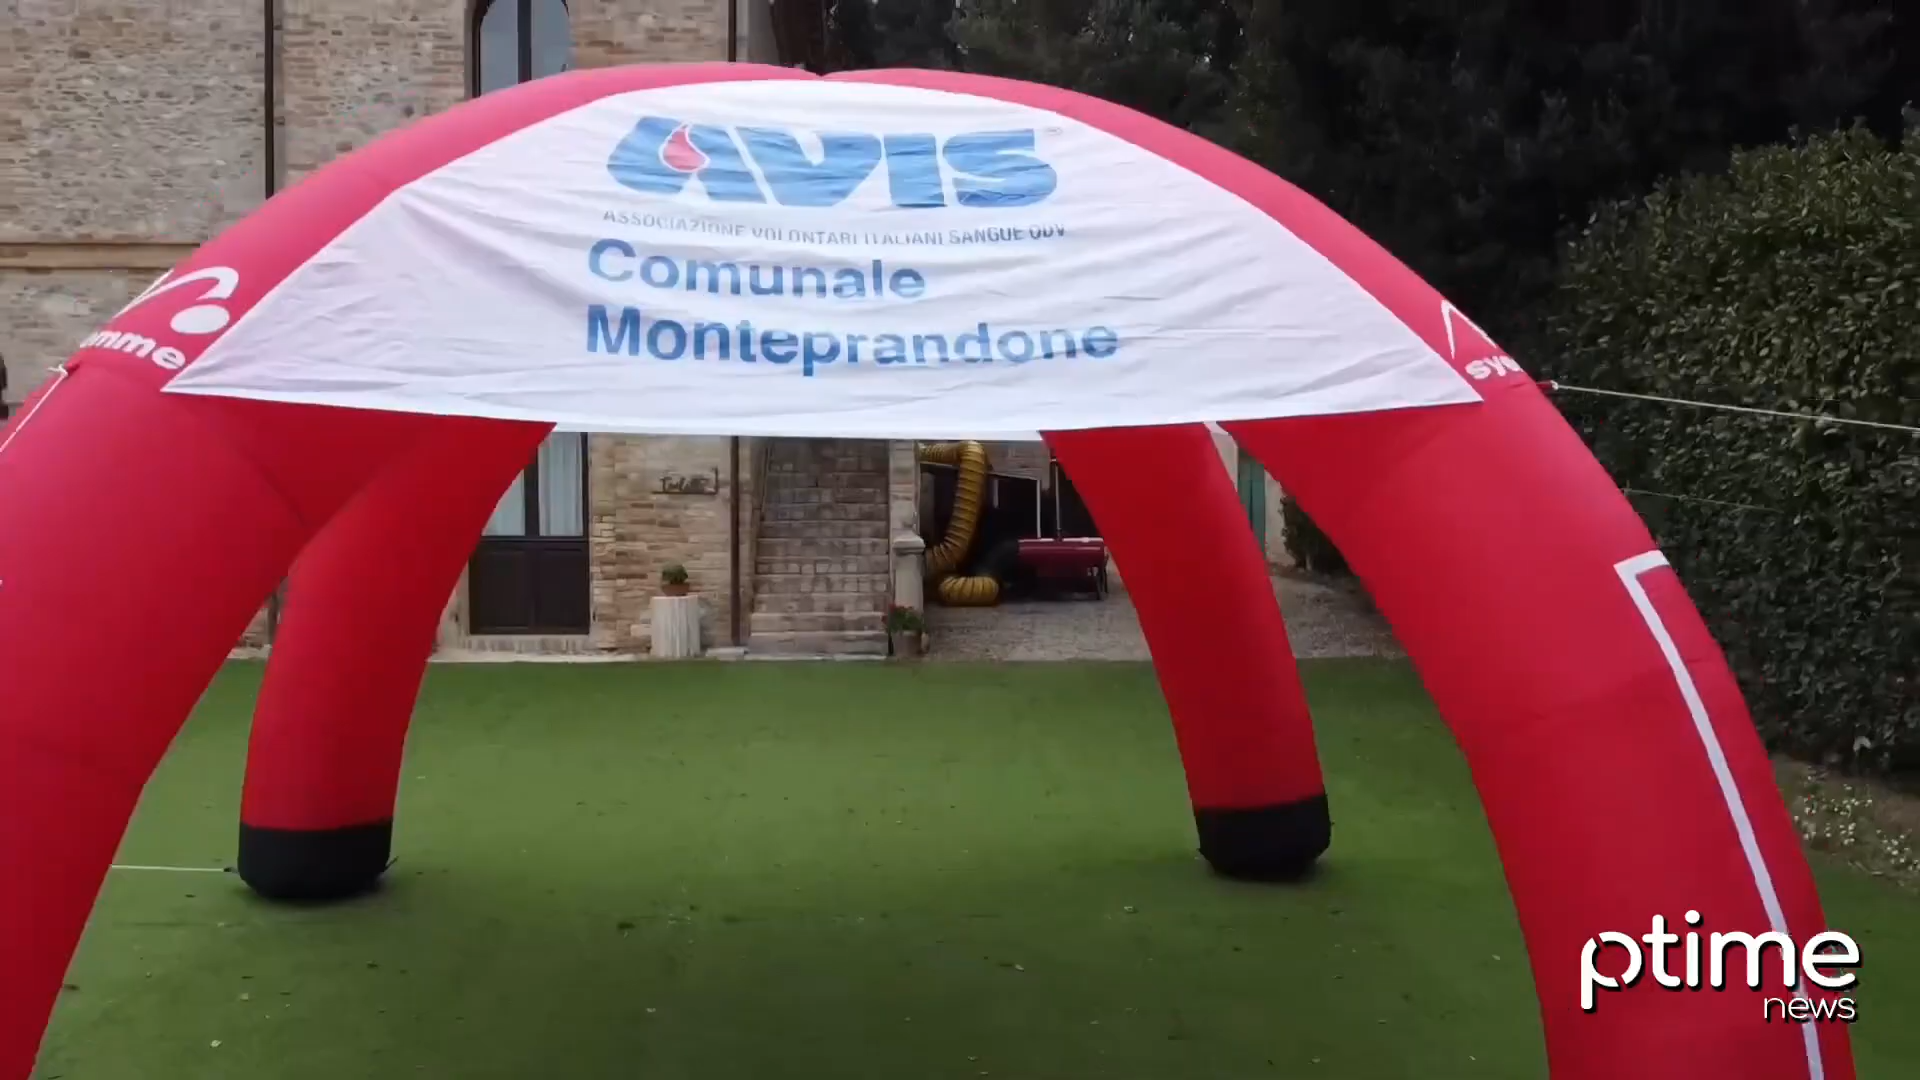 AVIS
ASSOCIAZIONE VOLONTARI ITALIANI SANGUE ODV
Comunale
Monteprandone
ptime
news